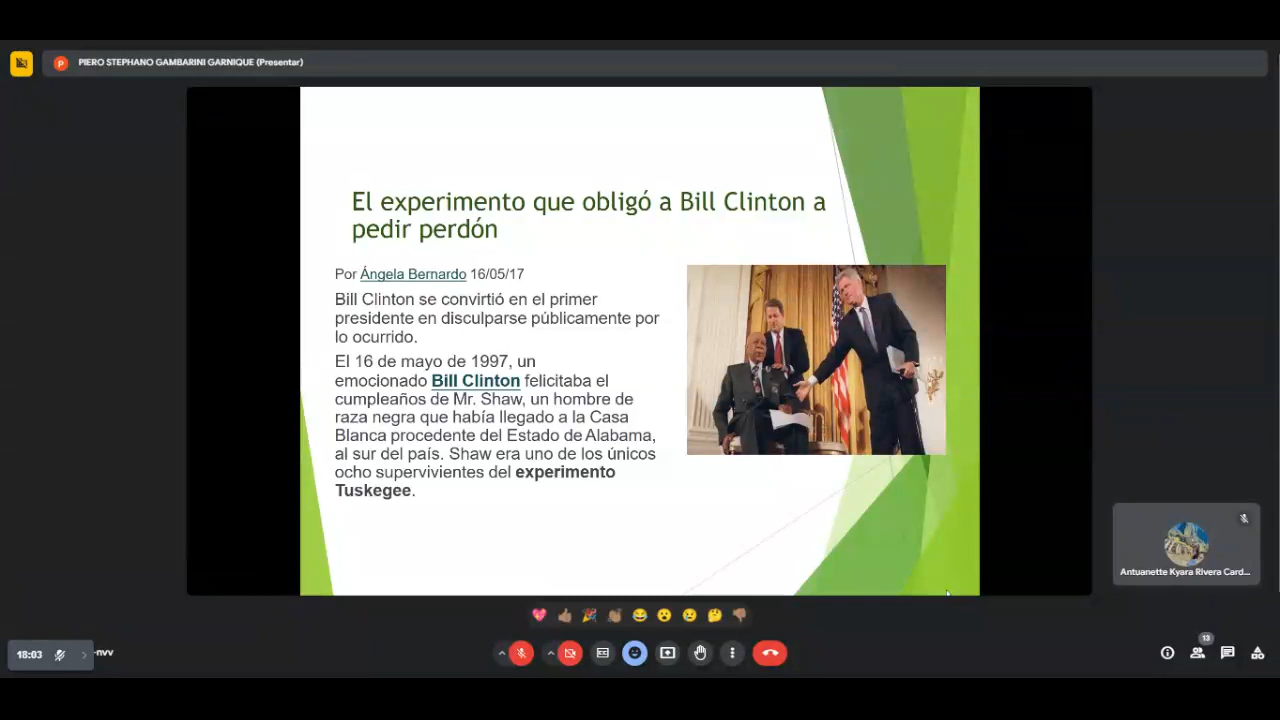 PIERO STEPHANO GAMBARINI GARNIQUE (Presentar)
El experimento que obligó a Bill Clinton a
pedir perdón
Por Ángela Bernardo 16/05/17
Bill Clinton se convirtió en el primer
presidente en disculparse públicamente por
lo ocurrido.
El 16 de mayo de 1997, un
emocionado Bill Clinton felicitaba el
cumpleaños de Mr. Shaw, un hombre de
raza negra que había llegado a la Casa
Blanca procedente del Estado de Alabama,
al sur del país. Shaw era uno de los únicos
ocho supervivientes del experimento
Tuskegee.
Antuanette Kyara Rivera Card...
18:03
-nvv
13